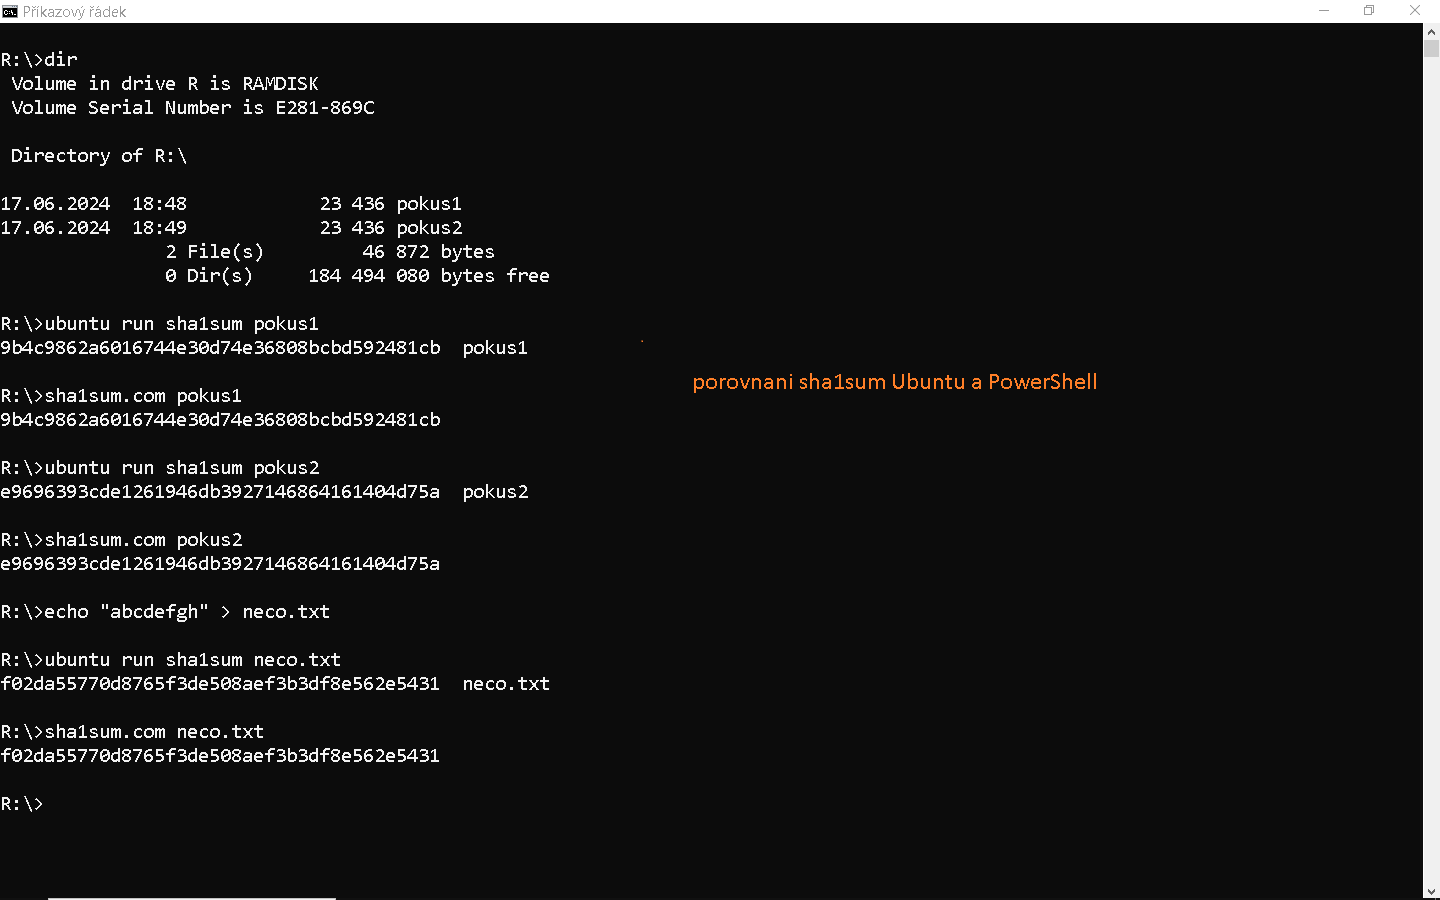 Příkazový řádek
R:\>dir
 Volume in drive R is RAMDISK
 Volume Serial Number is E281-869C
 Directory of R:\
17.06.2024  18:48            23 436 pokus1
17.06.2024  18:49            23 436 pokus2
               2 File(s)         46 872 bytes
               0 Dir(s)     184 494 080 bytes free
R:\>ubuntu run sha1sum pokus1
9b4c9862a6016744e30d74e36808bcbd592481cb  pokus1
porovnani sha1sum Ubuntu a PowerShell
R:\>sha1sum.com pokus1
9b4c9862a6016744e30d74e36808bcbd592481cb
R:\>ubuntu run sha1sum pokus2
e9696393cde1261946db3927146864161404d75a  pokus2
R:\>sha1sum.com pokus2
e9696393cde1261946db3927146864161404d75a
R:\>echo "abcdefgh" > neco.txt
R:\>ubuntu run sha1sum neco.txt
f02da55770d8765f3de508aef3b3df8e562e5431  neco.txt
R:\>sha1sum.com neco.txt
f02da55770d8765f3de508aef3b3df8e562e5431
R:\>